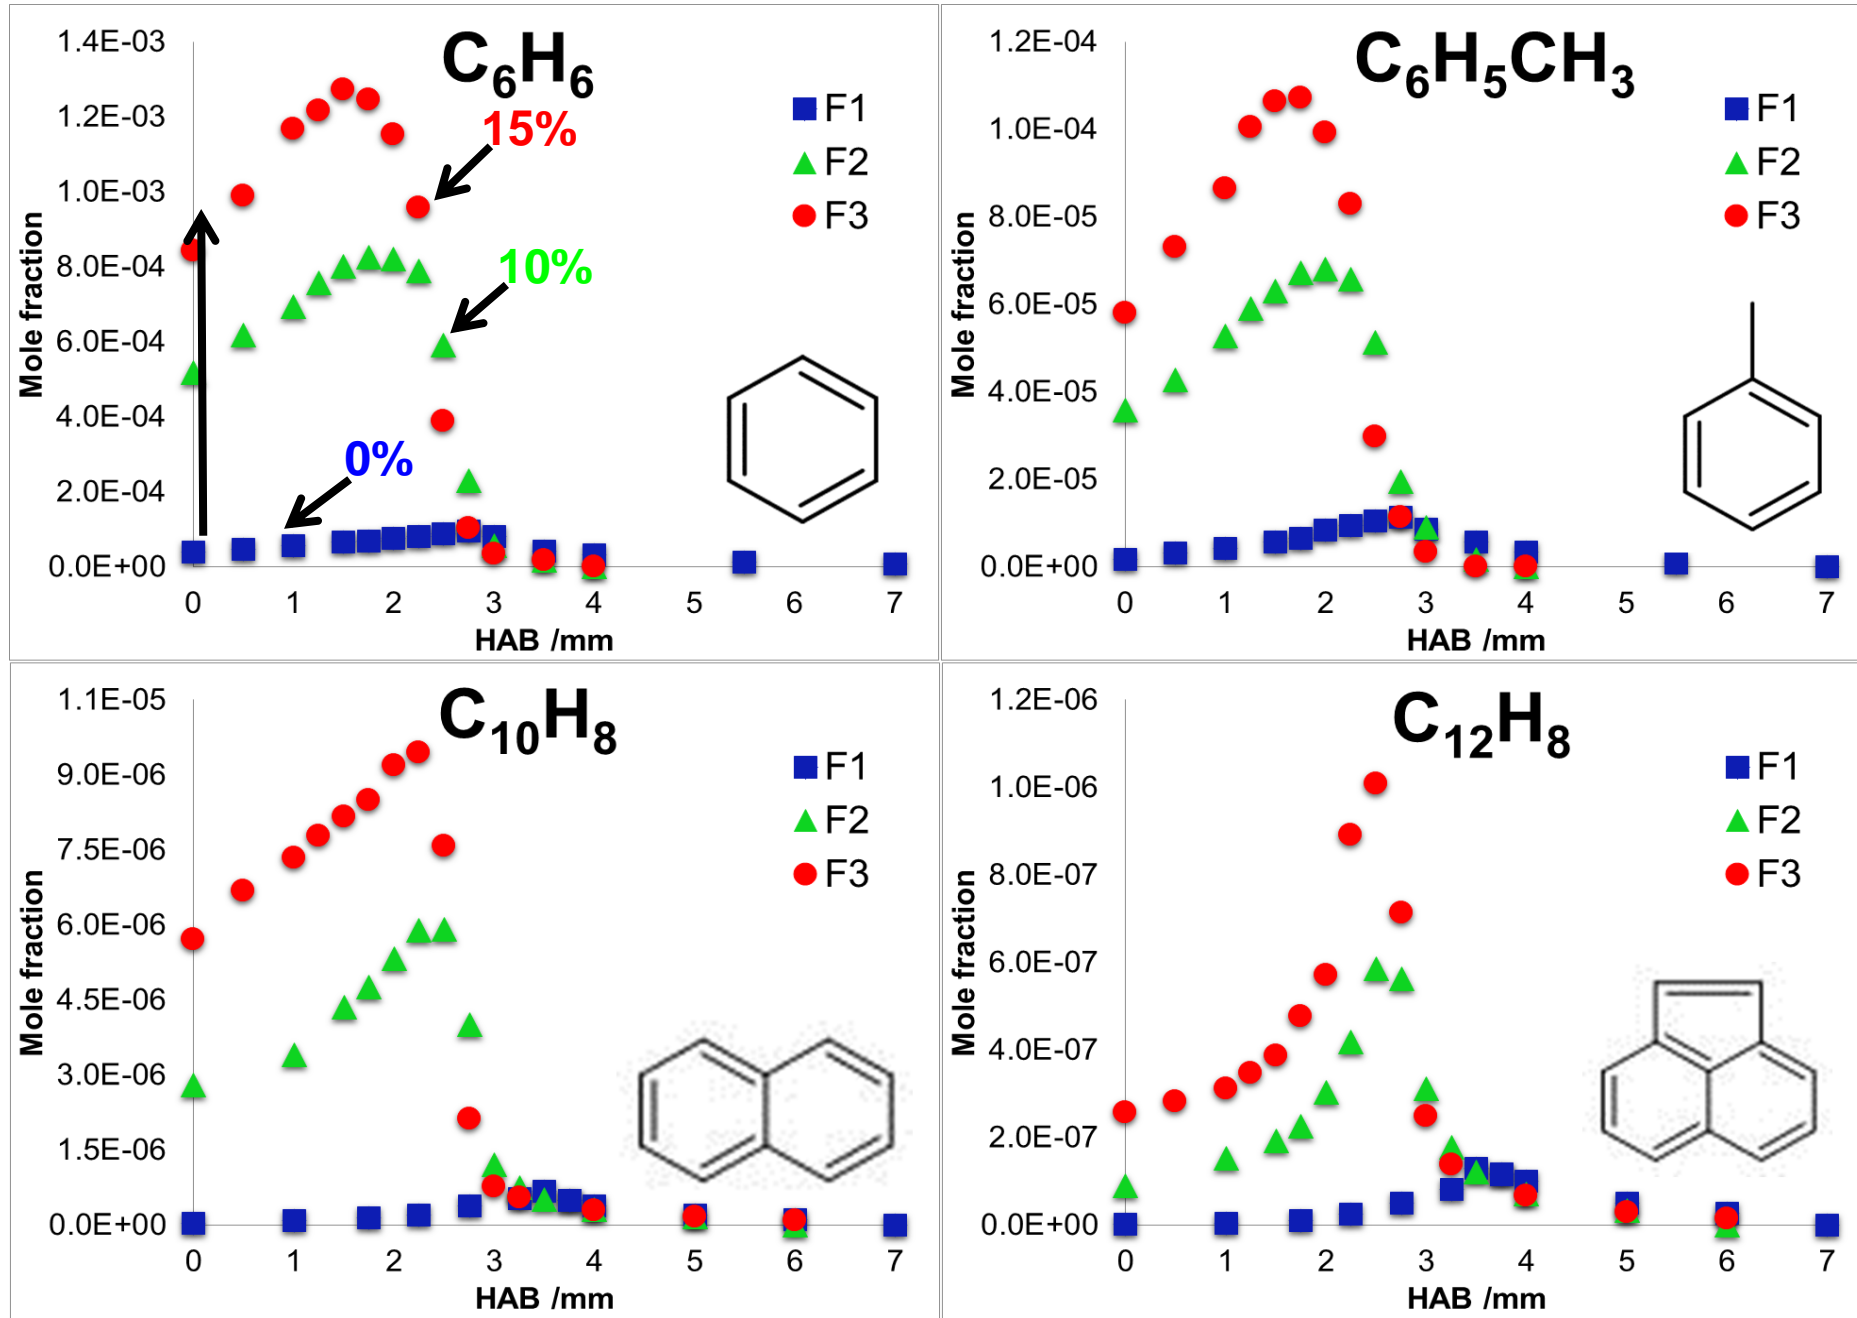 C6H6
1.4E-03
1.2E-03
1.0E-03
8.0E-04
6.0E-04
4.0E-04
2.0E-04
0.0E+00
Mole fraction
15%
10%
0%
F1
F2
F3
0 1 2 3 4 5 6 7
HAB /mm
C6H5CH3
1.2E-04
1.0E-04
8.0E-05
6.0E-05
4.0E-05
2.0E-05
0.0E+00
Mole fraction
F1
F2
F3
0 1 2 3 4 5 6 7
HAB /mm
C10H8
1.1E-05
9.0E-06
7.5E-06
6.0E-06
4.5E-06
3.0E-06
1.5E-06
0.0E+00
Mole fraction
F1
F2
F3
0 1 2 3 4 5 6 7
HAB /mm
C12H8
1.2E-06
1.0E-06
8.0E-07
6.0E-07
4.0E-07
2.0E-07
0.0E+00
Mole fraction
F1
F2
F3
0 1 2 3 4 5 6 7
HAB /mm